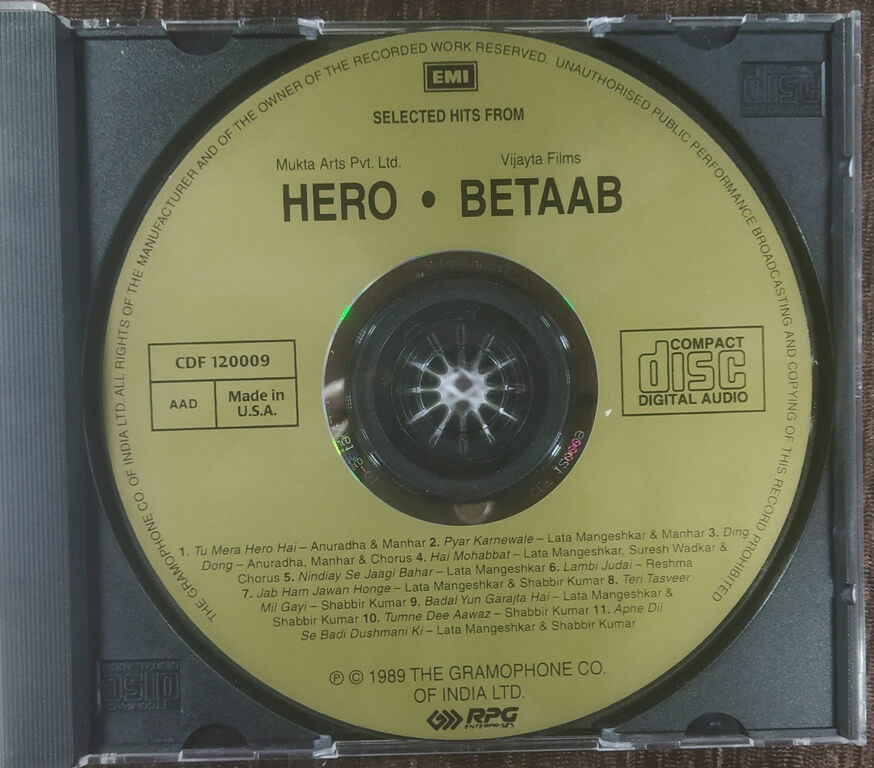 EMI
SELECTED HITS FROM
Mukta Arts Pvt. Ltd.
Vijayta Films
HERO • BETAAB
CDF 120009
AAD
Made in
U.S.A.
COMPACT
disc
DIGITAL AUDIO
1. Tu Mera Hero Hai – Anuradha & Manhar 2. Pyar Karnewale – Lata Mangeshkar & Manhar 3. Ding
Dong – Anuradha, Manhar & Chorus 4. Hai Mohabbat – Lata Mangeshkar, Suresh Wadkar &
Chorus 5. Nindiay Se Jaagi Bahar – Lata Mangeshkar 6. Lambi Judai – Reshma
7. Jab Ham Jawan Honge – Lata Mangeshkar & Shabbir Kumar 8. Teri Tasveer
Mil Gayi – Shabbir Kumar 9. Badal Yun Garajta Hai – Lata Mangeshkar &
Shabbir Kumar 10. Tumne Dee Aawaz – Shabbir Kumar 11. Apne Dil
Se Badi Dushmani Ki – Lata Mangeshkar & Shabbir Kumar
℗ © 1989 THE GRAMOPHONE CO.
OF INDIA LTD.
RPG
ENTERPRISES
THE GRAMOPHONE CO. OF INDIA LTD. ALL RIGHTS OF THE MANUFACTURER AND OF THE OWNER OF THE RECORDED WORK RESERVED. UNAUTHORISED PUBLIC PERFORMANCE BROADCASTING AND COPYING OF THIS RECORD PROHIBITED
disc
disc